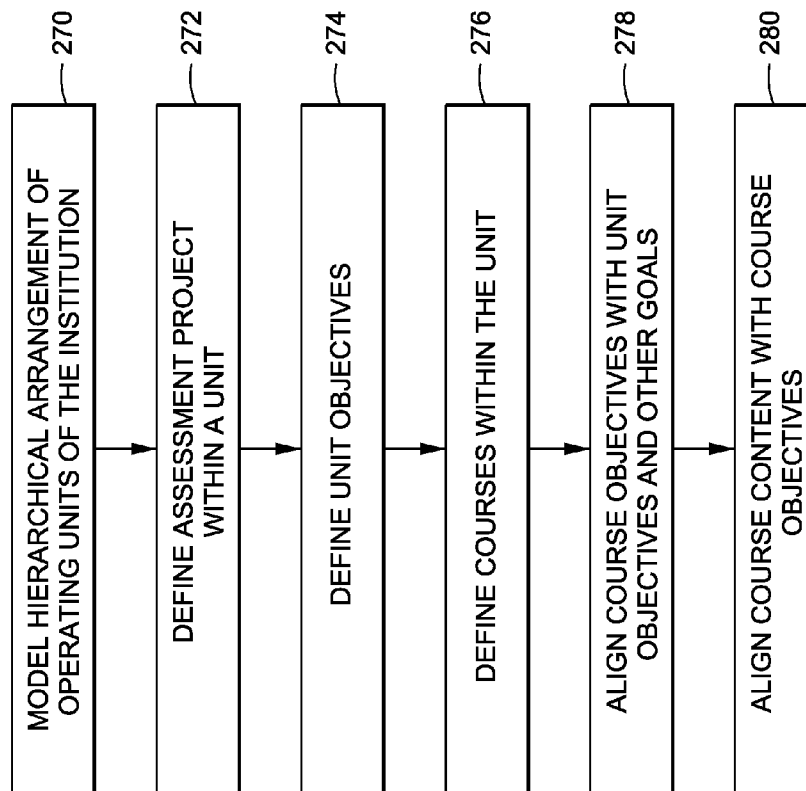 MODEL HIERARCHICAL ARRANGEMENT OF
OPERATING UNITS OF THE INSTITUTION
270
DEFINE ASSESSMENT PROJECT
WITHIN A UNIT
272
DEFINE UNIT OBJECTIVES
274
DEFINE COURSES WITHIN THE UNIT
276
ALIGN COURSE OBJECTIVES WITH UNIT
OBJECTIVES AND OTHER GOALS
278
ALIGN COURSE CONTENT WITH COURSE
OBJECTIVES
280